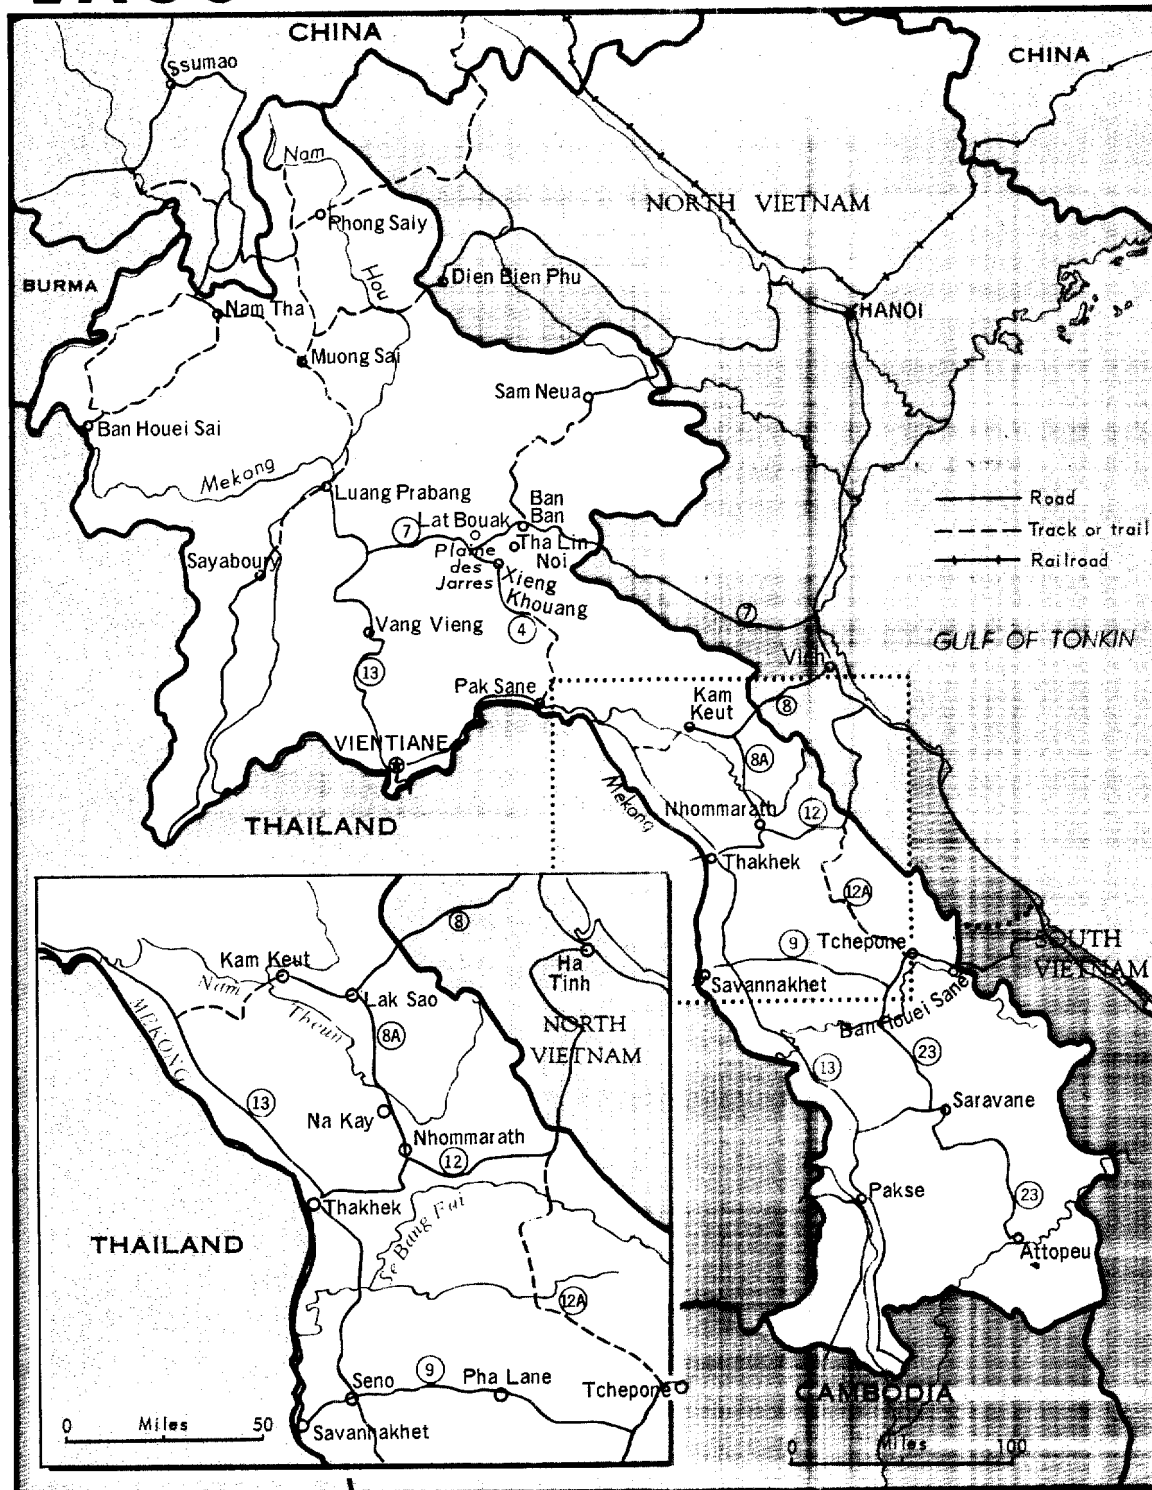 CHINA
CHINA
Ssumao
Nam
NORTH VIETNAM
Phong Saly
Hou
Dien Bien Phu
BURMA
Nam Tha
HANOI
Muong Sai
Sam Neua
Ban Houei Sai
Mekong
Luang Prabang
Ban
Ban
Lat Bouak
7
Road
Track or trail
Railroad
Plaine
des
Jarres
Tha Lin
Noi
Sayaboury
Xieng
Khouang
4
7
Vang Vieng
GULF OF TONKIN
13
Vinh
Pak Sane
Kam
Keut
8
VIENTIANE
8A
Mekong
Nhommarath
12
THAILAND
Thakhek
12A
9
Tchepone
SOUTH
VIETNAM
Savannakhet
Ban Houei Sane
23
13
Saravane
Pakse
23
Attopeu
CAMBODIA
0 Miles 100
8
Kam Keut
Ha
Tinh
Nam
Lak Sao
Theun
MEKONG
8A
NORTH
VIETNAM
13
Na Kay
Nhommarath
12
Thakhek
Se Bang Fai
THAILAND
12A
9
Seno
Pha Lane
Tchepone
Savannakhet
0 Miles 50